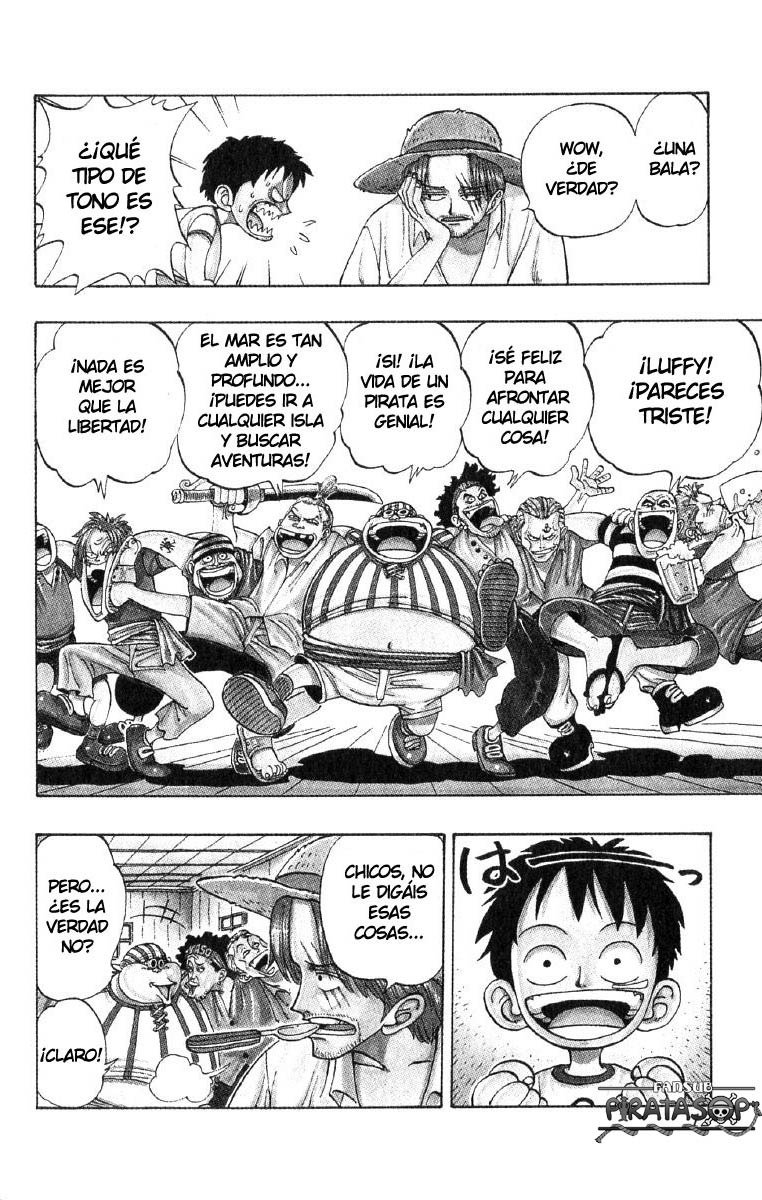 ¿UNA
BALA?
WOW,
¿DE
VERDAD?
¿¡QUÉ
TIPO DE
TONO ES
ESE!?
¡LUFFY!
¡PARECES
TRISTE!
¡SÉ FELIZ
PARA
AFRONTAR
CUALQUIER
COSA!
¡SI! ¡LA
VIDA DE UN
PIRATA ES
GENIAL!
EL MAR ES TAN
AMPLIO Y
PROFUNDO...
¡PUEDES IR A
CUALQUIER ISLA
Y BUSCAR
AVENTURAS!
¡NADA ES
MEJOR
QUE LA
LIBERTAD!
はーっ
CHICOS, NO
LE DIGÁIS
ESAS
COSAS...
PERO...
¿ES LA
VERDAD
NO?
¡CLARO!
FANSUB
PIRATASOP